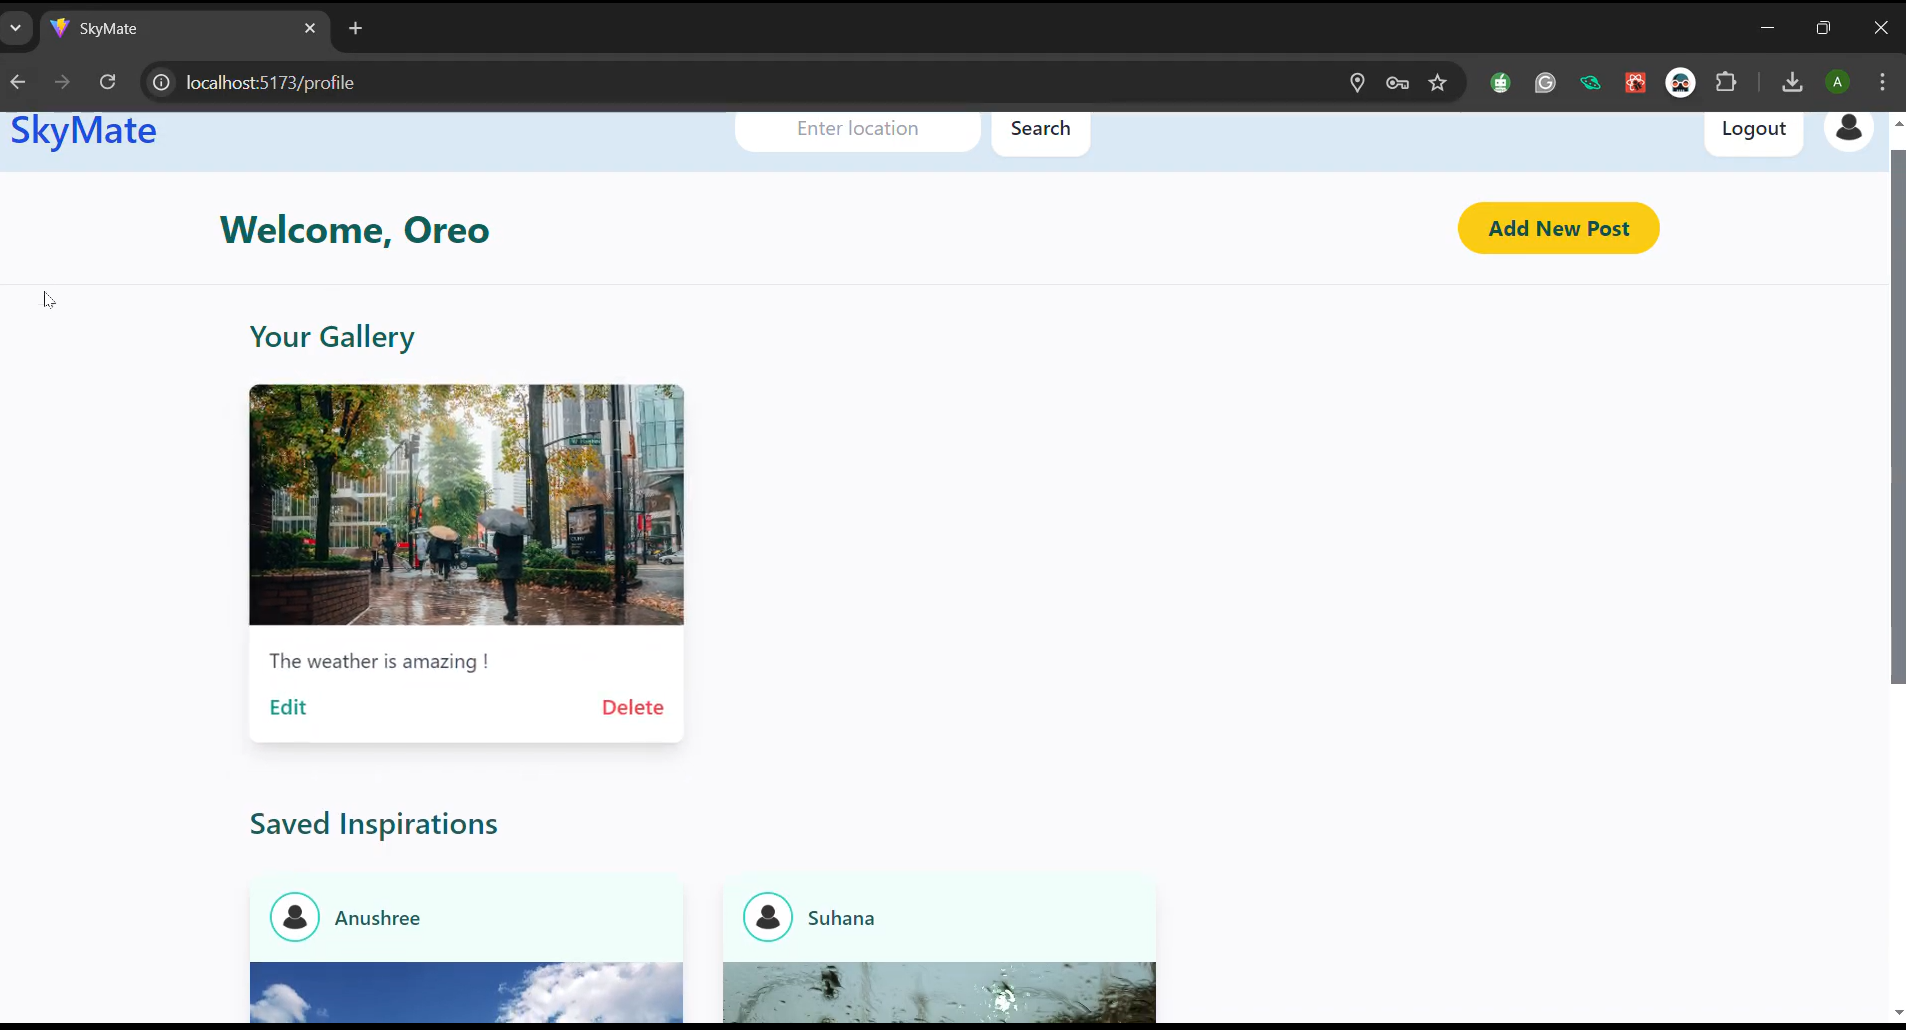 SkyMate
localhost:5173/profile
A
SkyMate
Enter location
Search
Logout
Welcome, Oreo
Add New Post
Your Gallery
The weather is amazing !
Edit
Delete
Saved Inspirations
Anushree
Suhana